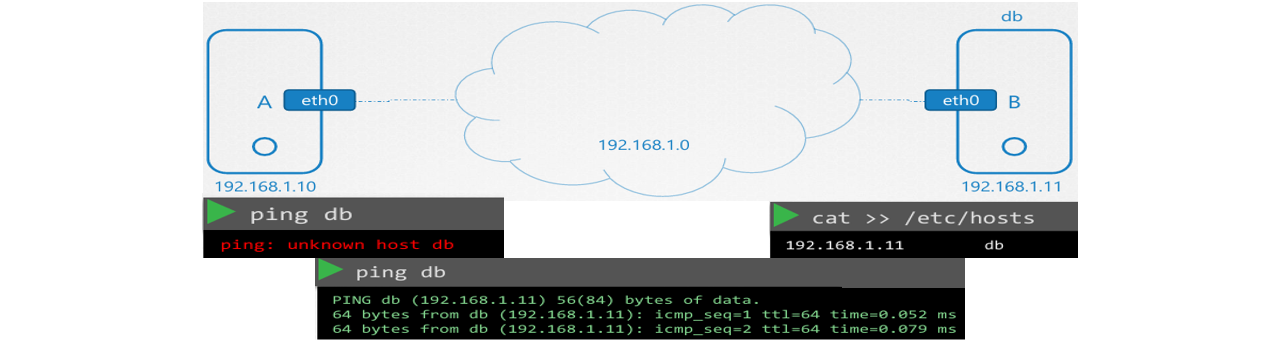 db
A
eth0
eth0
B
192.168.1.0
192.168.1.10
192.168.1.11
ping db
ping: unknown host db
cat >> /etc/hosts
192.168.1.11 db
ping db
PING db (192.168.1.11) 56(84) bytes of data.
64 bytes from db (192.168.1.11): icmp_seq=1 ttl=64 time=0.052 ms
64 bytes from db (192.168.1.11): icmp_seq=2 ttl=64 time=0.079 ms